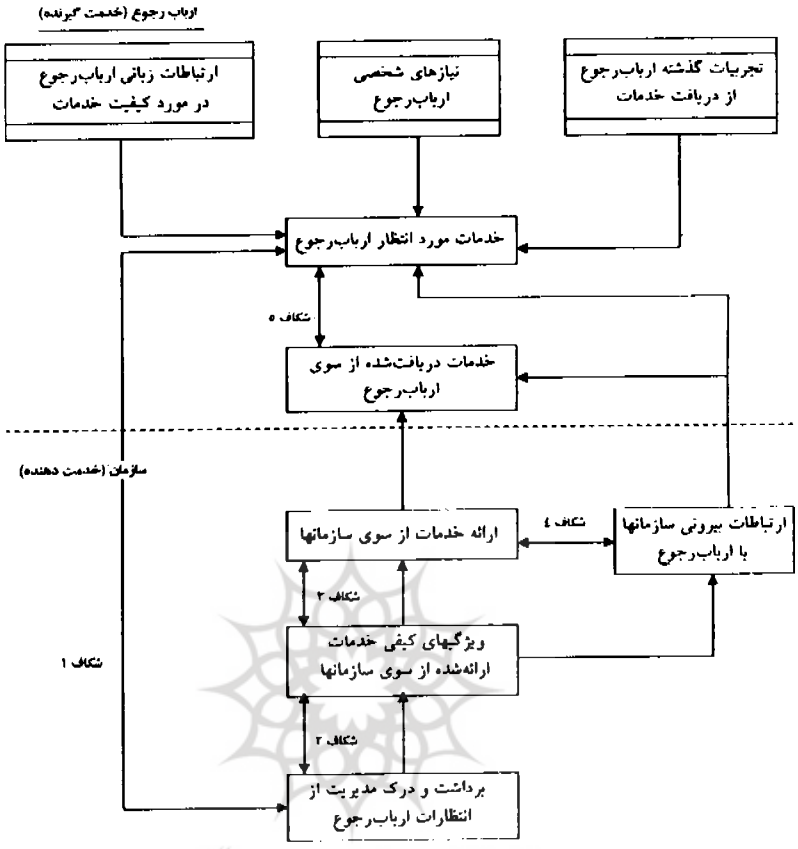 ارباب رجوع (خدمت گیرنده)
تجربیات گذشته ارباب‌رجوع
از دریافت خدمات
نیازهای شخصی
ارباب‌رجوع
ارتباطات زبانی ارباب‌رجوع
در مورد کیفیت خدمات
خدمات مورد انتظار ارباب‌رجوع
شکاف ۵
خدمات دریافت‌شده از سوی
ارباب‌رجوع
سازمان (خدمت دهنده)
ارتباطات بیرونی سازمانها
با ارباب‌رجوع
شکاف ٤
ارائه خدمات از سوی سازمانها
شکاف ۳
ویژگیهای کیفی خدمات
ارائه‌شده از سوی سازمانها
شکاف ۱
شکاف ۲
برداشت و درک مدیریت از
انتظارات ارباب‌رجوع